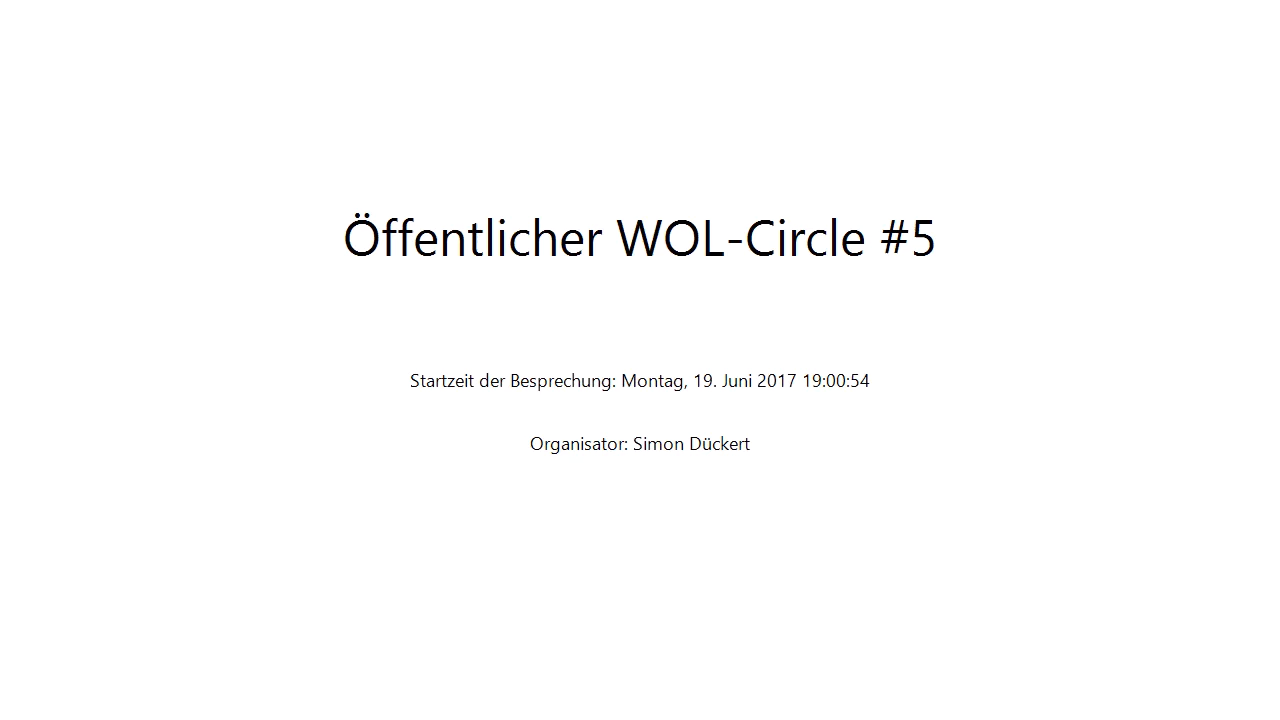 Öffentlicher WOL-Circle #5
Startzeit der Besprechung: Montag, 19. Juni 2017 19:00:54
Organisator: Simon Dückert